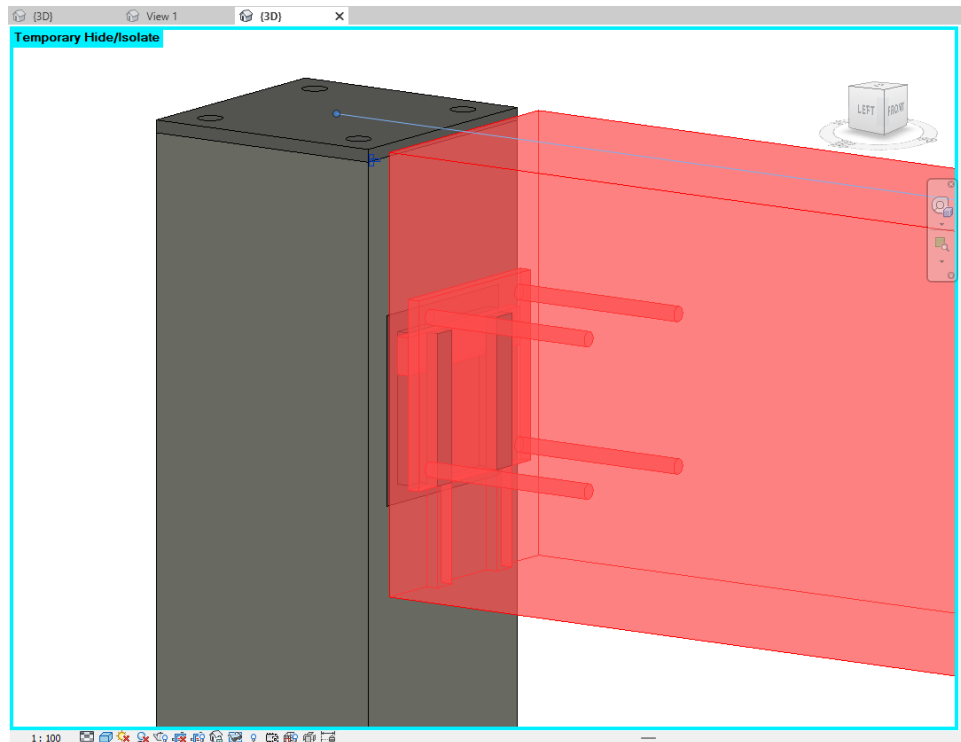 {3D}
View 1
{3D}
Temporary Hide/Isolate
LEFT
FRONT
1 : 100